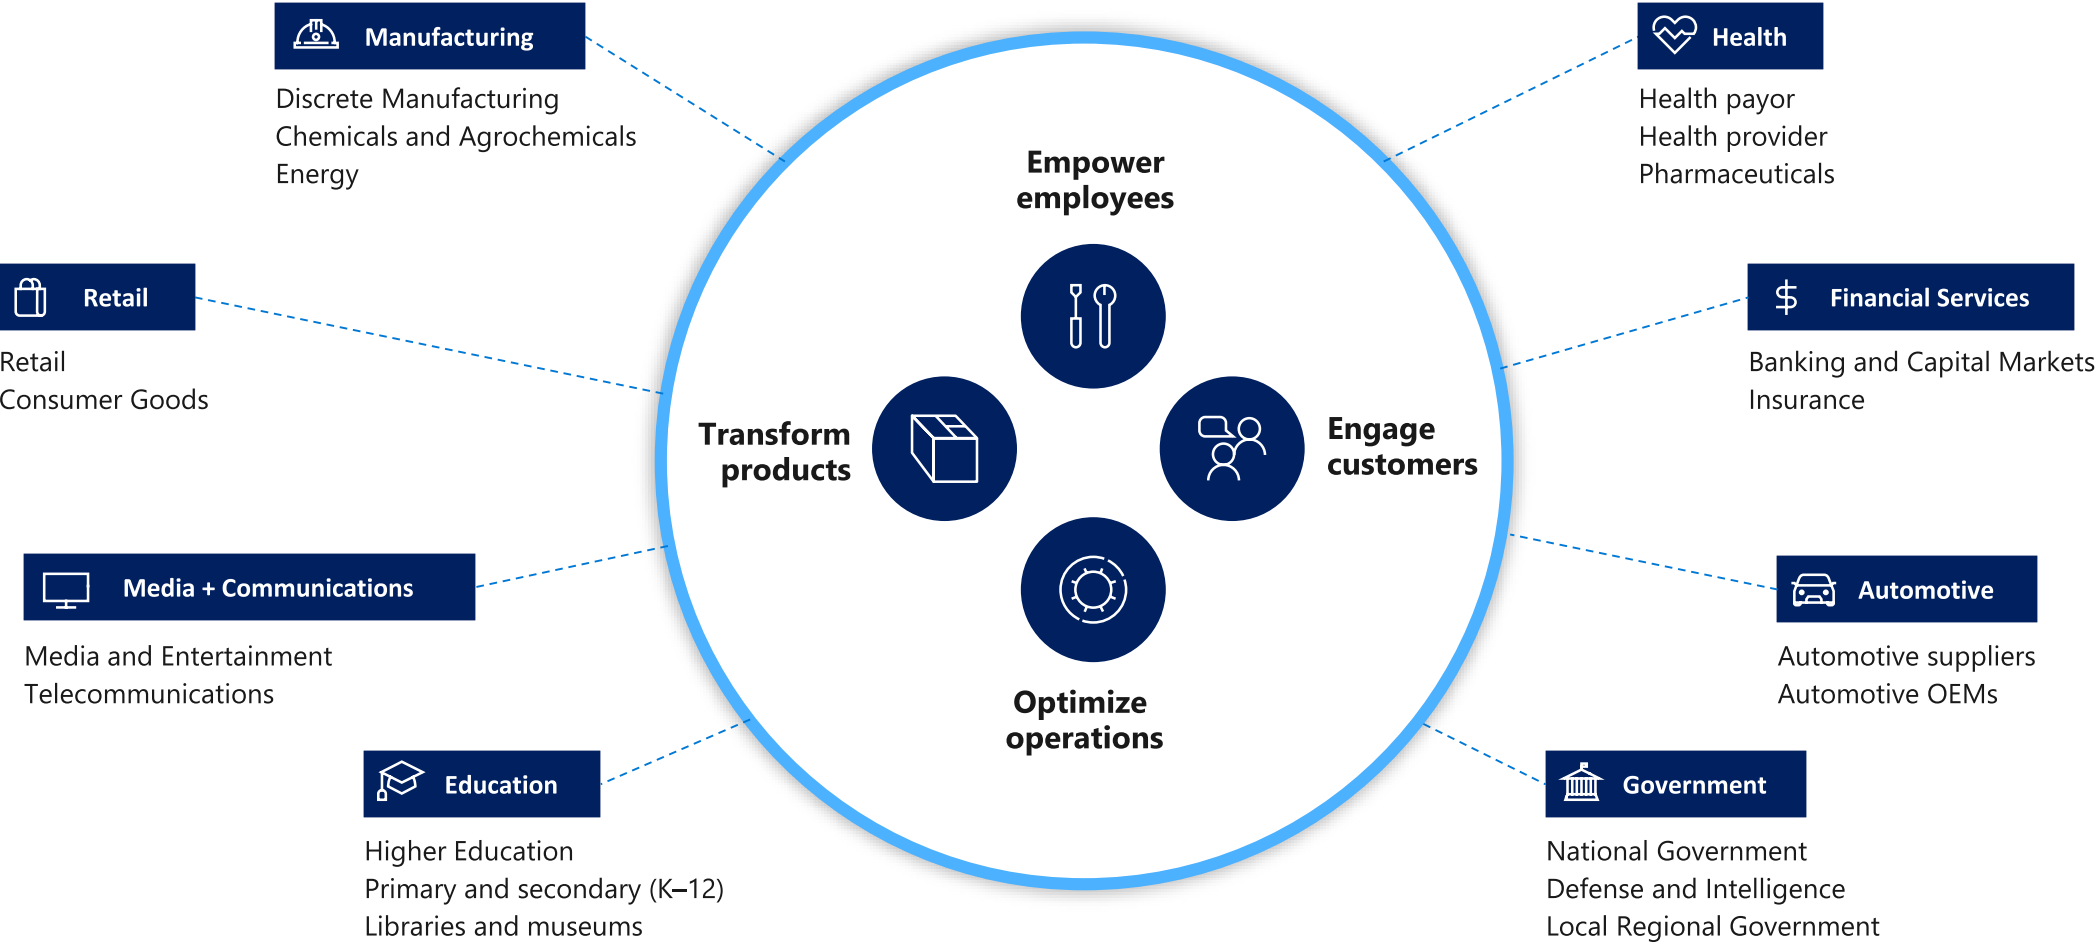 Manufacturing
Discrete Manufacturing
Chemicals and Agrochemicals
Energy
Retail
Retail
Consumer Goods
Media + Communications
Media and Entertainment
Telecommunications
Education
Higher Education
Primary and secondary (K–12)
Libraries and museums
Empower
employees
Transform
products
Engage
customers
Optimize
operations
Health
Health payor
Health provider
Pharmaceuticals
Financial Services
Banking and Capital Markets
Insurance
Automotive
Automotive suppliers
Automotive OEMs
Government
National Government
Defense and Intelligence
Local Regional Government